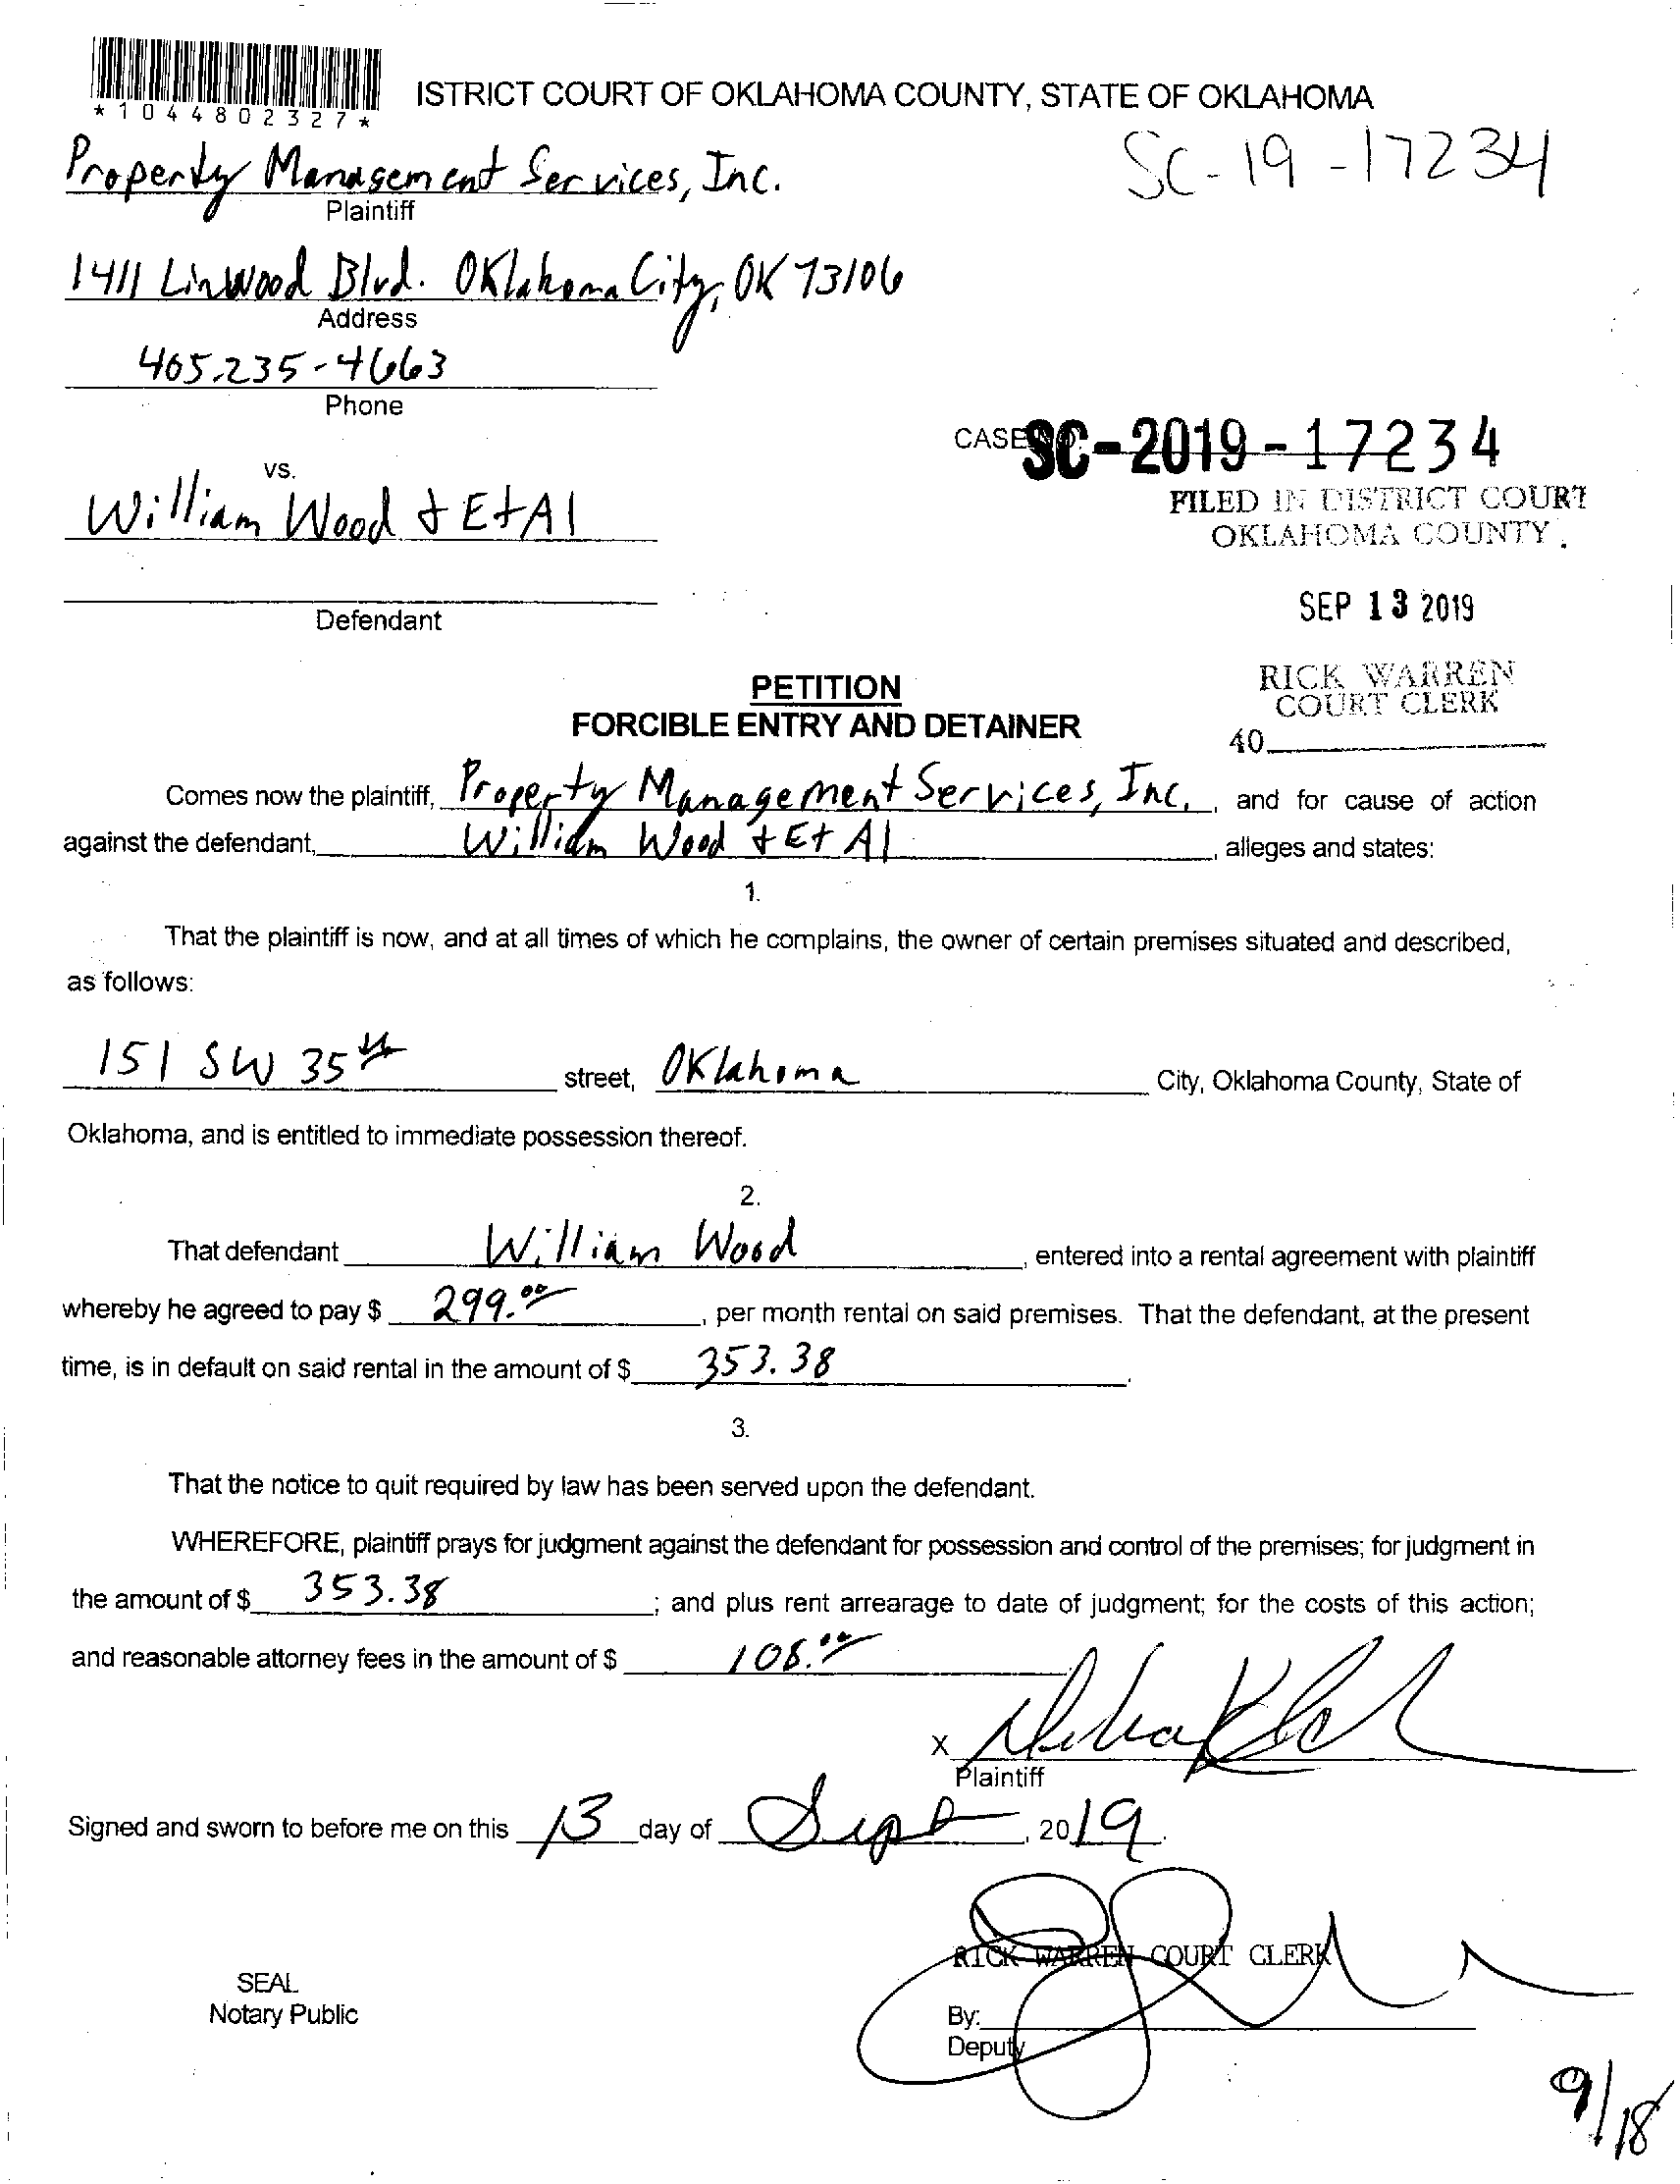 *1044802327*
ISTRICT COURT OF OKLAHOMA COUNTY, STATE OF OKLAHOMA
Property Management Services, Inc.
SC-19-17234
Plaintiff
1411 Linwood Blvd. Oklahoma City, OK 73106
Address
405.235-4663
Phone
CASE NO. SC-2019-17234
vs.
FILED IN DISTRICT COURT
William Wood & Et Al
OKLAHOMA COUNTY.
SEP 13 2019
Defendant
RICK WARREN
COURT CLERK
40
PETITION
FORCIBLE ENTRY AND DETAINER
Comes now the plaintiff, Property Management Services, Inc., and for cause of action
against the defendant, William Wood & Et Al, alleges and states:
1.
That the plaintiff is now, and at all times of which he complains, the owner of certain premises situated and described,
as follows:
151 SW 35th street, Oklahoma City, Oklahoma County, State of
Oklahoma, and is entitled to immediate possession thereof.
2.
That defendant William Wood, entered into a rental agreement with plaintiff
whereby he agreed to pay $ 299.00, per month rental on said premises. That the defendant, at the present
time, is in default on said rental in the amount of $ 353.38.
3.
That the notice to quit required by law has been served upon the defendant.
WHEREFORE, plaintiff prays for judgment against the defendant for possession and control of the premises; for judgment in
the amount of $ 353.38; and plus rent arrearage to date of judgment; for the costs of this action;
and reasonable attorney fees in the amount of $ 108.00
X
Plaintiff
Signed and sworn to before me on this 13 day of Sept, 2019.
RICK WARREN COURT CLERK
SEAL
Notary Public
By:
Deputy
9/18